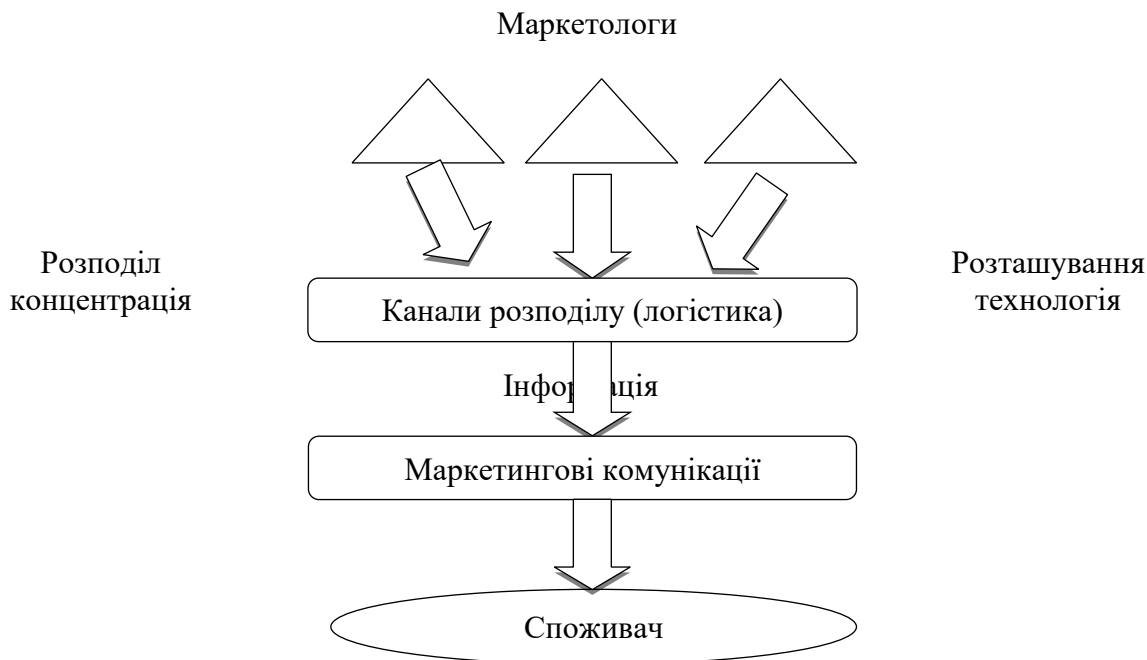 Маркетологи
Розподіл
концентрація
Розташування
технологія
Канали розподілу (логістика)
Інформація
Маркетингові комунікації
Споживач